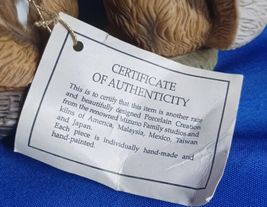 CERTIFICATE
OF AUTHENTICITY
This is to certify that this item is another rare
and beautifully designed Porcelain Creation
from the renowned Mizuno Family studios and
kilns of America, Malaysia, Mexico, Taiwan
and Japan.
Each piece is individually hand-made and
hand-painted.